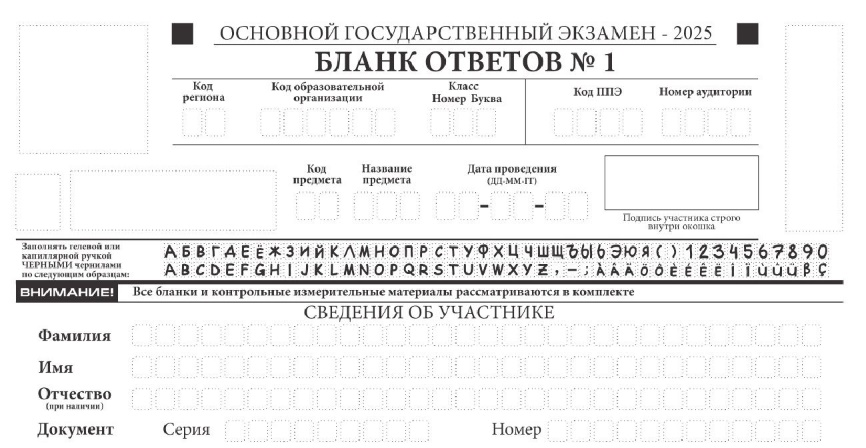 ОСНОВНОЙ ГОСУДАРСТВЕННЫЙ ЭКЗАМЕН - 2025
БЛАНК ОТВЕТОВ № 1
Код региона
Код образовательной организации
Класс
Номер Буква
Код ППЭ
Номер аудитории
Код предмета
Название предмета
Дата проведения
(ДД-ММ-ГГ)
- -
Подпись участника строго внутри окошка
Заполнять гелевой или капиллярной ручкой ЧЕРНЫМИ чернилами по следующим образцам:
АБВГДЕЁЖЗИЙКЛМНОПРСТУФХЦЧШЩЪЫЬЭЮЯ()1234567890
ABCDEFGHIJKLMNOPQRSTUVWXYZ
ВНИМАНИЕ! Все бланки и контрольные измерительные материалы рассматриваются в комплекте
СВЕДЕНИЯ ОБ УЧАСТНИКЕ
Фамилия
Имя
Отчество
(при наличии)
Документ Серия Номер